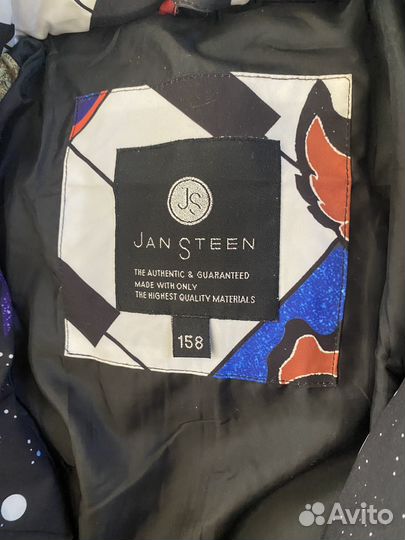 JS
JAN STEEN
THE AUTHENTIC & GUARANTEED
MADE WITH ONLY
THE HIGHEST QUALITY MATERIALS
158
Avito